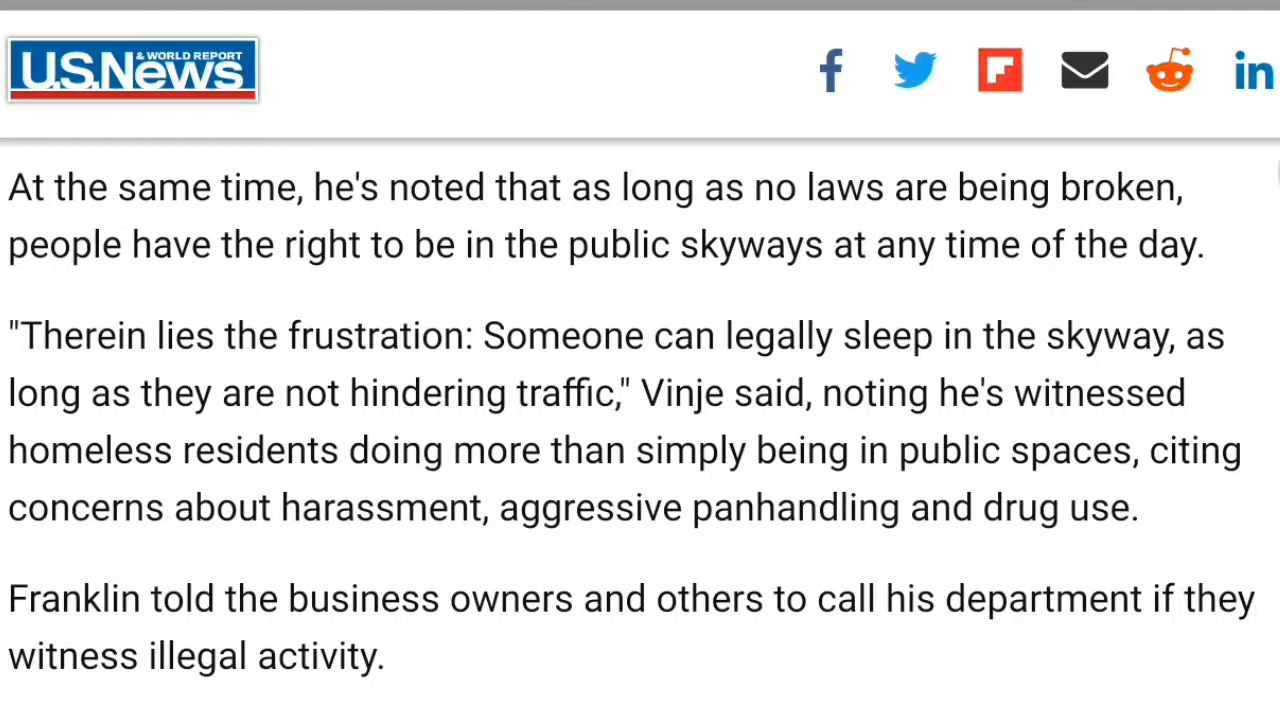 U.S.News & WORLD REPORT
At the same time, he's noted that as long as no laws are being broken,
people have the right to be in the public skyways at any time of the day.
"Therein lies the frustration: Someone can legally sleep in the skyway, as
long as they are not hindering traffic," Vinje said, noting he's witnessed
homeless residents doing more than simply being in public spaces, citing
concerns about harassment, aggressive panhandling and drug use.
Franklin told the business owners and others to call his department if they
witness illegal activity.